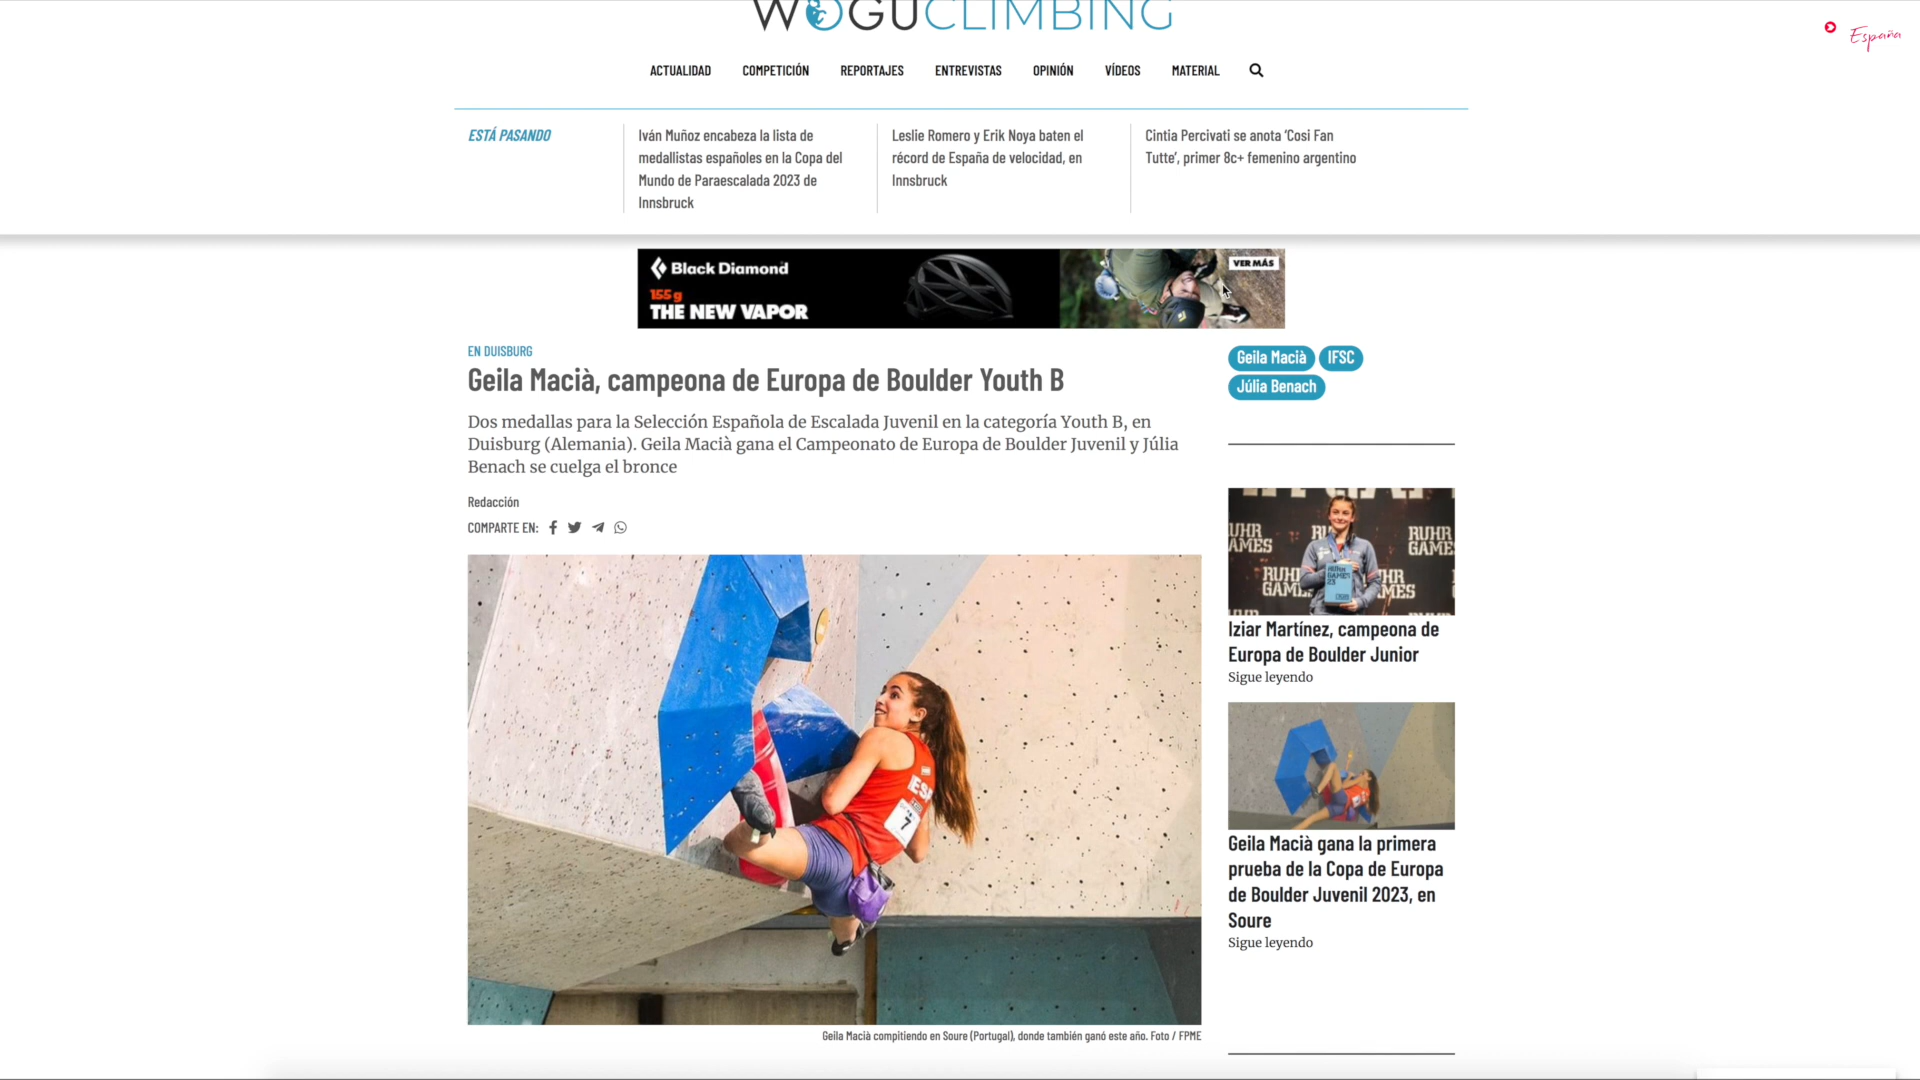 WOGUCLIMBING
España
ACTUALIDAD COMPETICIÓN REPORTAJES ENTREVISTAS OPINIÓN VÍDEOS MATERIAL
ESTÁ PASANDO
Iván Muñoz encabeza la lista de
medallistas españoles en la Copa del
Mundo de Paraescalada 2023 de
Innsbruck
Leslie Romero y Erik Noya baten el
récord de España de velocidad, en
Innsbruck
Cintia Percivati se anota ‘Cosi Fan
Tutte’, primer 8c+ femenino argentino
Black Diamond
155 g
THE NEW VAPOR
VER MÁS
EN DUISBURG
Geila Macià, campeona de Europa de Boulder Youth B
Dos medallas para la Selección Española de Escalada Juvenil en la categoría Youth B, en
Duisburg (Alemania). Geila Macià gana el Campeonato de Europa de Boulder Juvenil y Júlia
Benach se cuelga el bronce
Redacción
COMPARTE EN:
ES
7
Geila Macià compitiendo en Soure (Portugal), donde también ganó este año. Foto / FPME
Geila Macià IFSC
Júlia Benach
RUHR
GAMES
Iziar Martínez, campeona de
Europa de Boulder Junior
Sigue leyendo
Geila Macià gana la primera
prueba de la Copa de Europa
de Boulder Juvenil 2023, en
Soure
Sigue leyendo